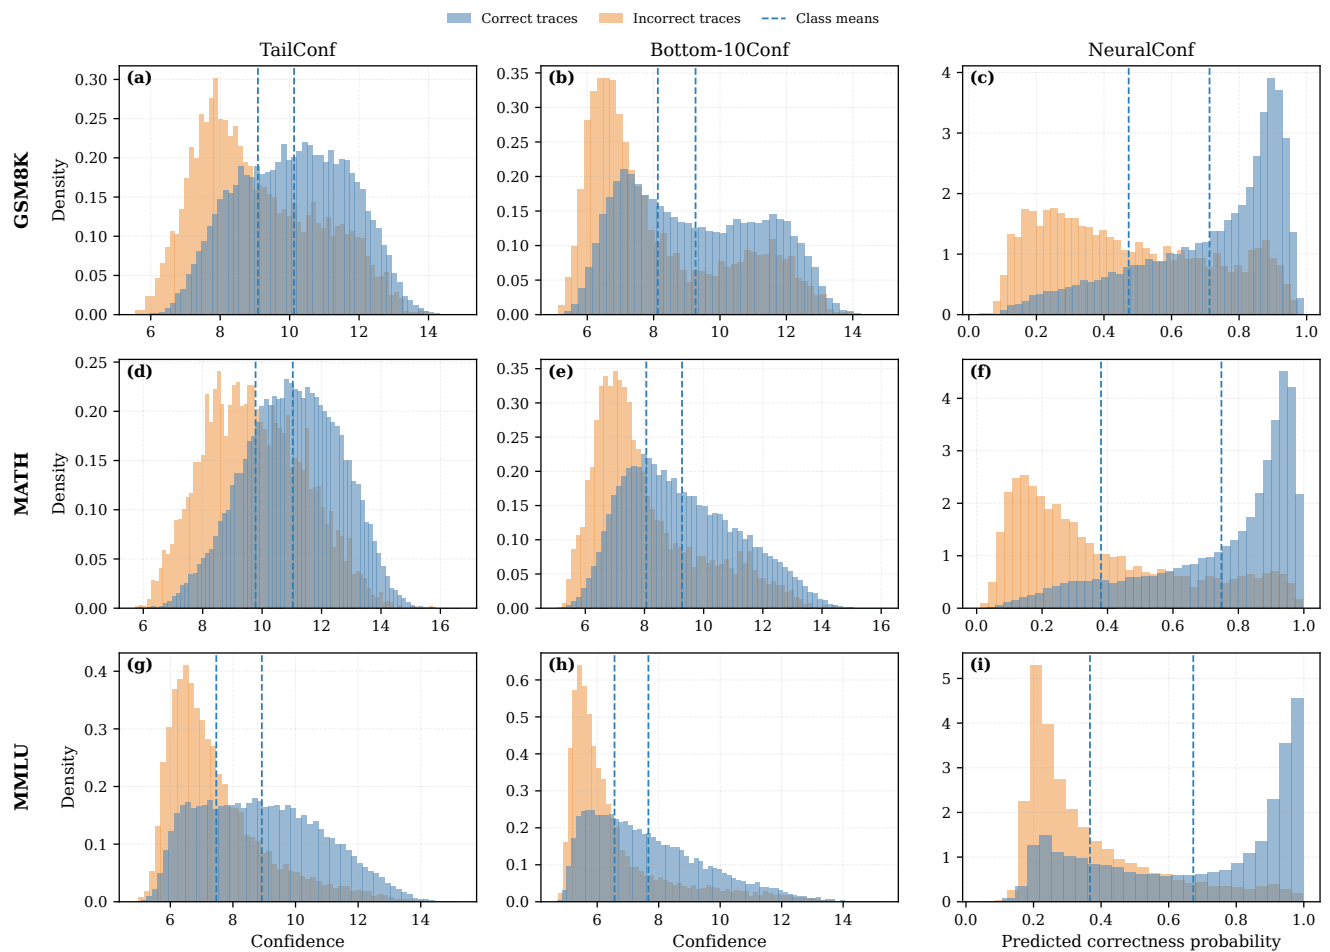 Correct traces Incorrect traces Class means
TailConf Bottom-10Conf NeuralConf
GSM8K
Density
(a)
0.30
0.25
0.20
0.15
0.10
0.05
0.00
6 8 10 12 14
(b)
0.35
0.30
0.25
0.20
0.15
0.10
0.05
0.00
6 8 10 12 14
(c)
4
3
2
1
0
0.0 0.2 0.4 0.6 0.8 1.0
MATH
Density
(d)
0.25
0.20
0.15
0.10
0.05
0.00
6 8 10 12 14 16
(e)
0.35
0.30
0.25
0.20
0.15
0.10
0.05
0.00
6 8 10 12 14 16
(f)
4
3
2
1
0
0.0 0.2 0.4 0.6 0.8 1.0
MMLU
Density
(g)
0.4
0.3
0.2
0.1
0.0
6 8 10 12 14
Confidence
(h)
0.6
0.5
0.4
0.3
0.2
0.1
0.0
6 8 10 12 14
Confidence
(i)
5
4
3
2
1
0
0.0 0.2 0.4 0.6 0.8 1.0
Predicted correctness probability